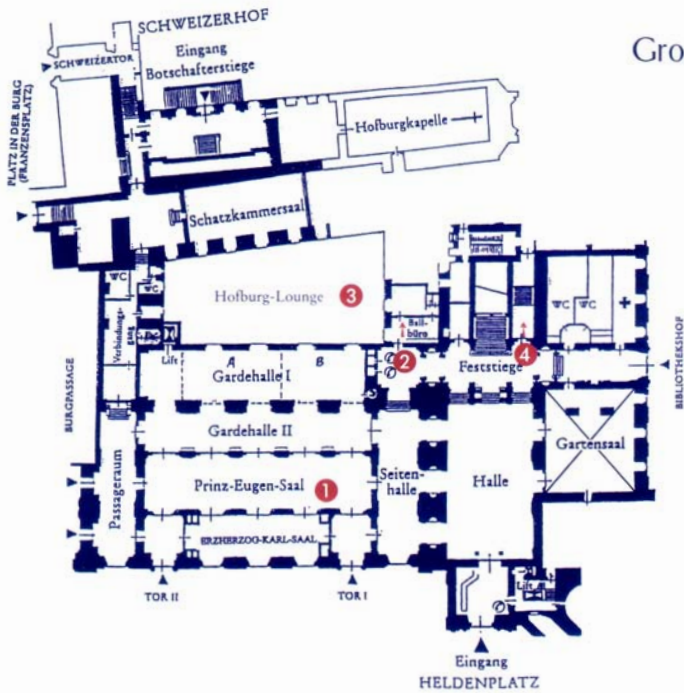 SCHWEIZERHOF
Gro
Eingang
Botschafterstiege
SCHWEIZERTOR
PLATZ IN DER BURG
(FRANZENSPLATZ)
Hofburgkapelle
Schatzkammersaal
WC
WC
Hofburg-Lounge 3
Verbindungs-
gang
Ball-
büro
WC
WC
Lift
A
B
2
4
Gardehalle I
Feststiege
BURGPASSAGE
BIBLIOTHEKSHOF
Gardehalle II
Gartensaal
Passageraum
Prinz-Eugen-Saal 1
Seiten-
halle
Halle
ERZHERZOG-KARL-SAAL
TOR II
TOR I
Lift
Eingang
HELDENPLATZ